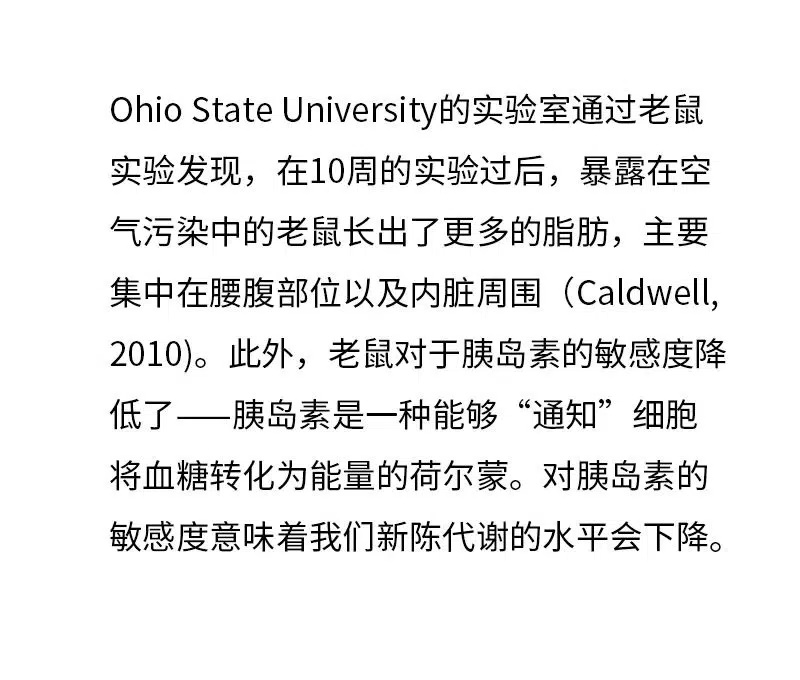 Ohio State University的实验室通过老鼠
实验发现，在10周的实验过后，暴露在空
气污染中的老鼠长出了更多的脂肪，主要
集中在腰腹部位以及内脏周围（Caldwell,
2010)。此外，老鼠对于胰岛素的敏感度降
低了——胰岛素是一种能够“通知”细胞
将血糖转化为能量的荷尔蒙。对胰岛素的
敏感度意味着我们新陈代谢的水平会下降。